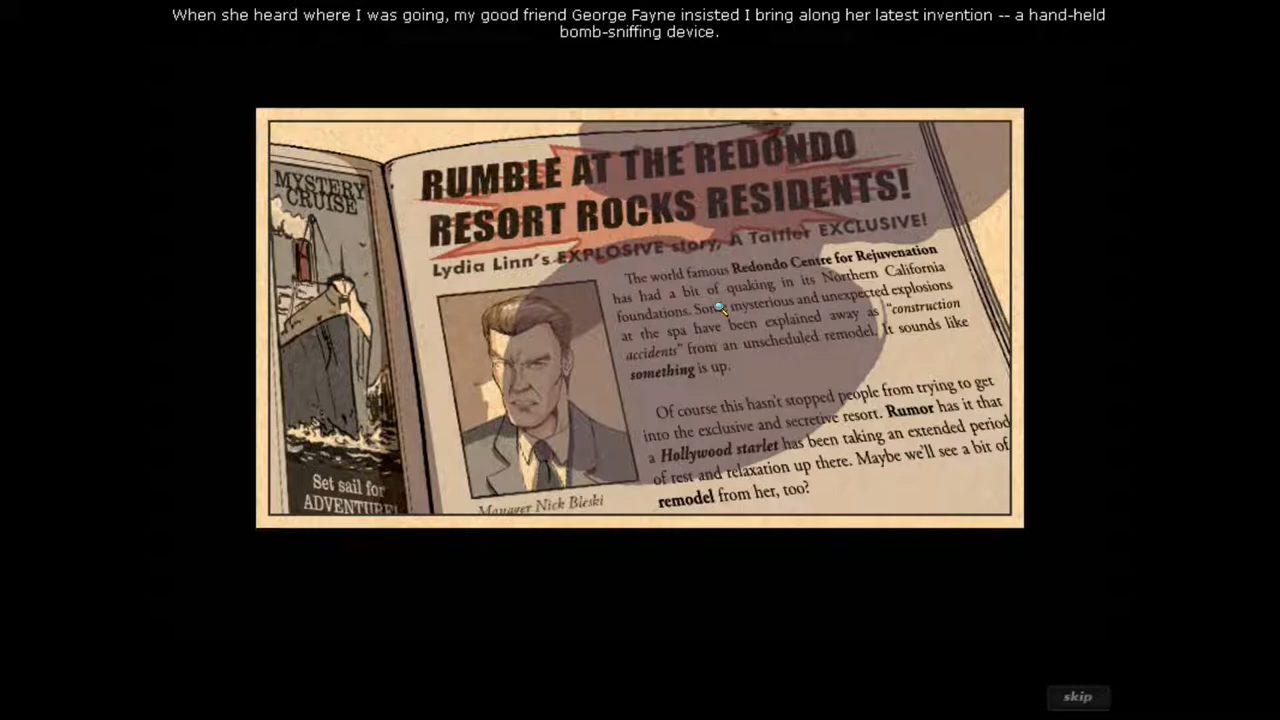 When she heard where I was going, my good friend George Fayne insisted I bring along her latest invention -- a hand-held
bomb-sniffing device.
MYSTERY
CRUISE
Set sail for
ADVENTURE!
RUMBLE AT THE REDONDO
RESORT ROCKS RESIDENTS!
Lydia Linn's EXPLOSIVE story, A Tattler EXCLUSIVE!
The world famous Redondo Centre for Rejuvenation
has had a bit of quaking in its Northern California
foundations. Some mysterious and unexpected explosions
at the spa have been explained away as "construction
accidents" from an unscheduled remodel. It sounds like
something is up.
Of course this hasn't stopped people from trying to get
into the exclusive and secretive resort. Rumor has it that
a Hollywood starlet has been taking an extended period
of rest and relaxation up there. Maybe we'll see a bit of
remodel from her, too?
Manager Nick Bleski
skip